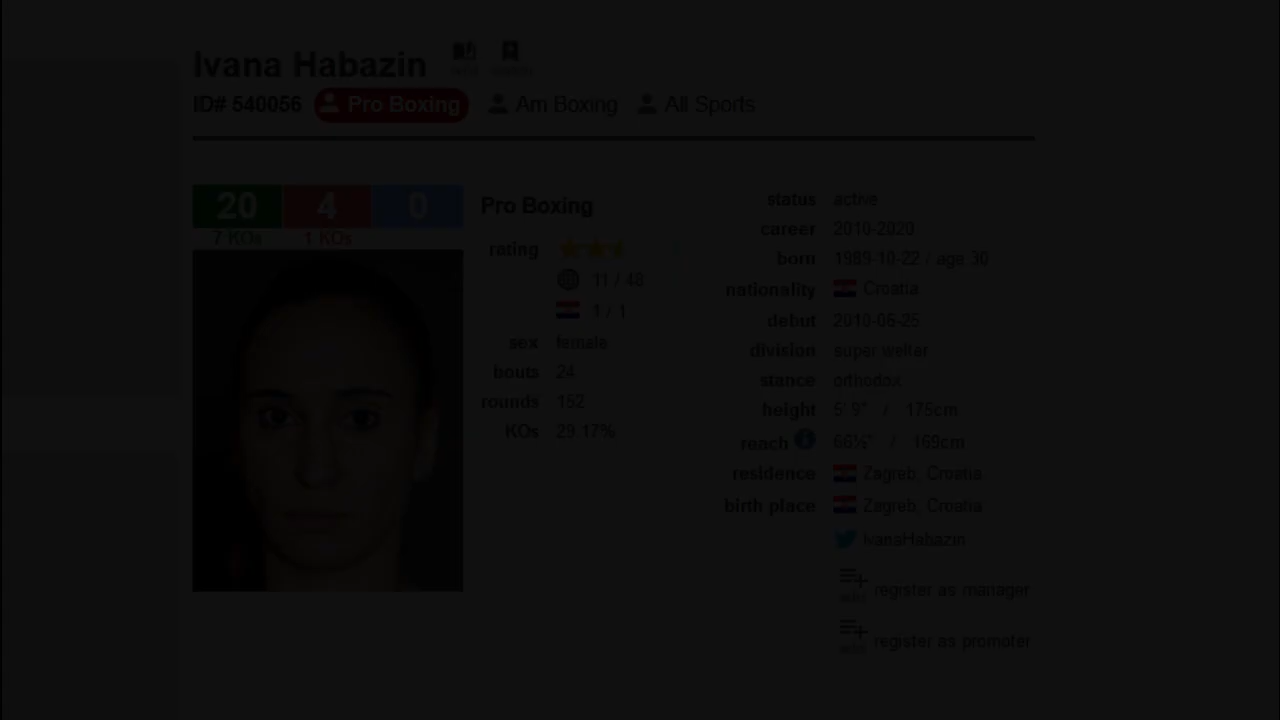 Ivana Habazin
ID# 540056 Pro Boxing Am Boxing All Sports
20 4 0
7 KOs 1 KOs
Pro Boxing
rating
11 / 48
1 / 1
sex female
bouts 24
rounds 152
KOs 29.17%
status active
career 2010-2020
born 1989-10-22 / age 30
nationality Croatia
debut 2010-06-25
division super welter
stance orthodox
height 5′ 9″ / 175cm
reach 66½″ / 169cm
residence Zagreb, Croatia
birth place Zagreb, Croatia
IvanaHabazin
register as manager
edit
register as promoter
edit